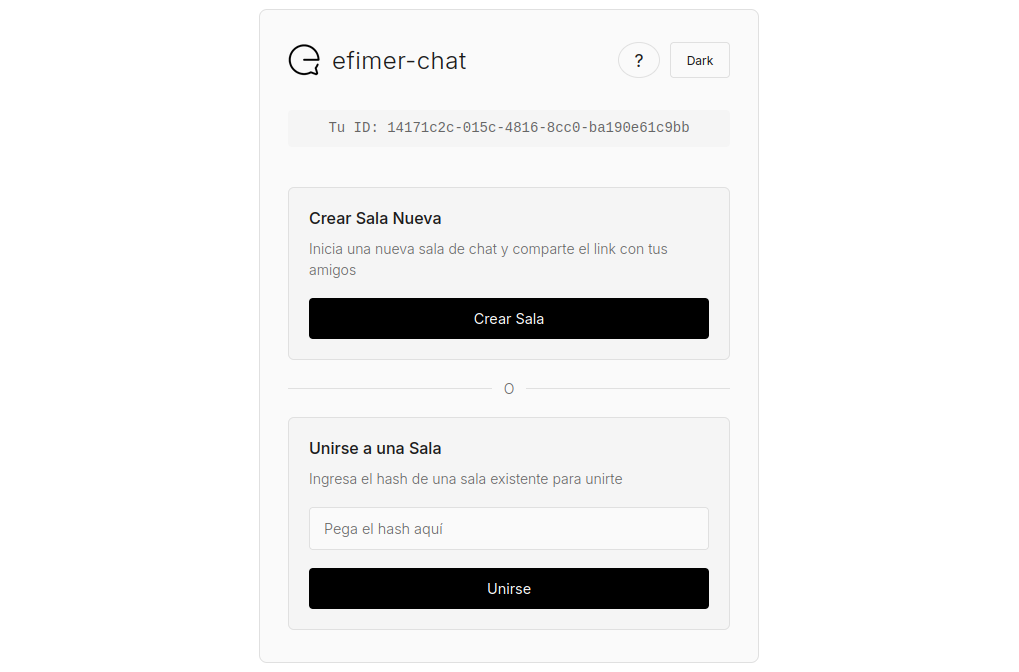 efimer-chat
?
Dark
Tu ID: 14171c2c-015c-4816-8cc0-ba190e61c9bb
Crear Sala Nueva
Inicia una nueva sala de chat y comparte el link con tus
amigos
Crear Sala
O
Unirse a una Sala
Ingresa el hash de una sala existente para unirte
Pega el hash aquí
Unirse